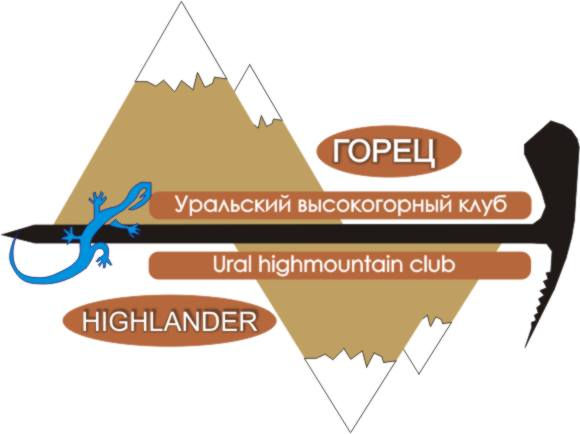 ГОРЕЦ
Уральский высокогорный клуб
Ural highmountain club
HIGHLANDER